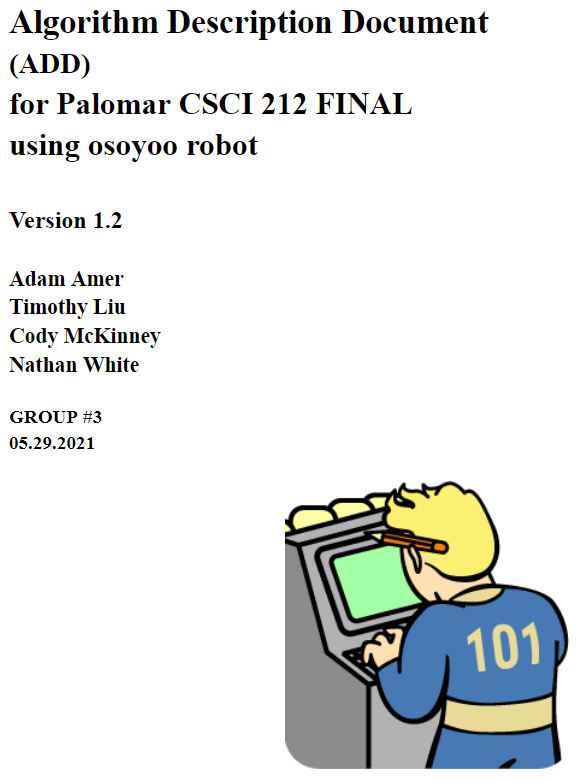 Algorithm Description Document
(ADD)
for Palomar CSCI 212 FINAL
using osoyoo robot
Version 1.2
Adam Amer
Timothy Liu
Cody McKinney
Nathan White
GROUP #3
05.29.2021
101